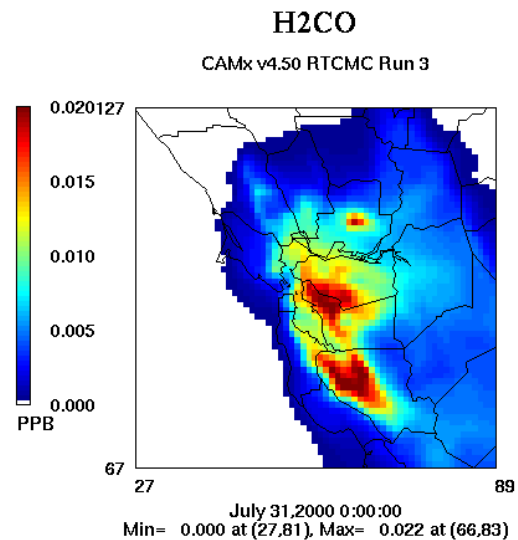 H2CO
CAMx v4.50 RTCMC Run 3
0.020
127
0.015
0.010
0.005
0.000
PPB
67
27
89
July 31,2000 0:00:00
Min= 0.000 at (27,81), Max= 0.022 at (66,83)